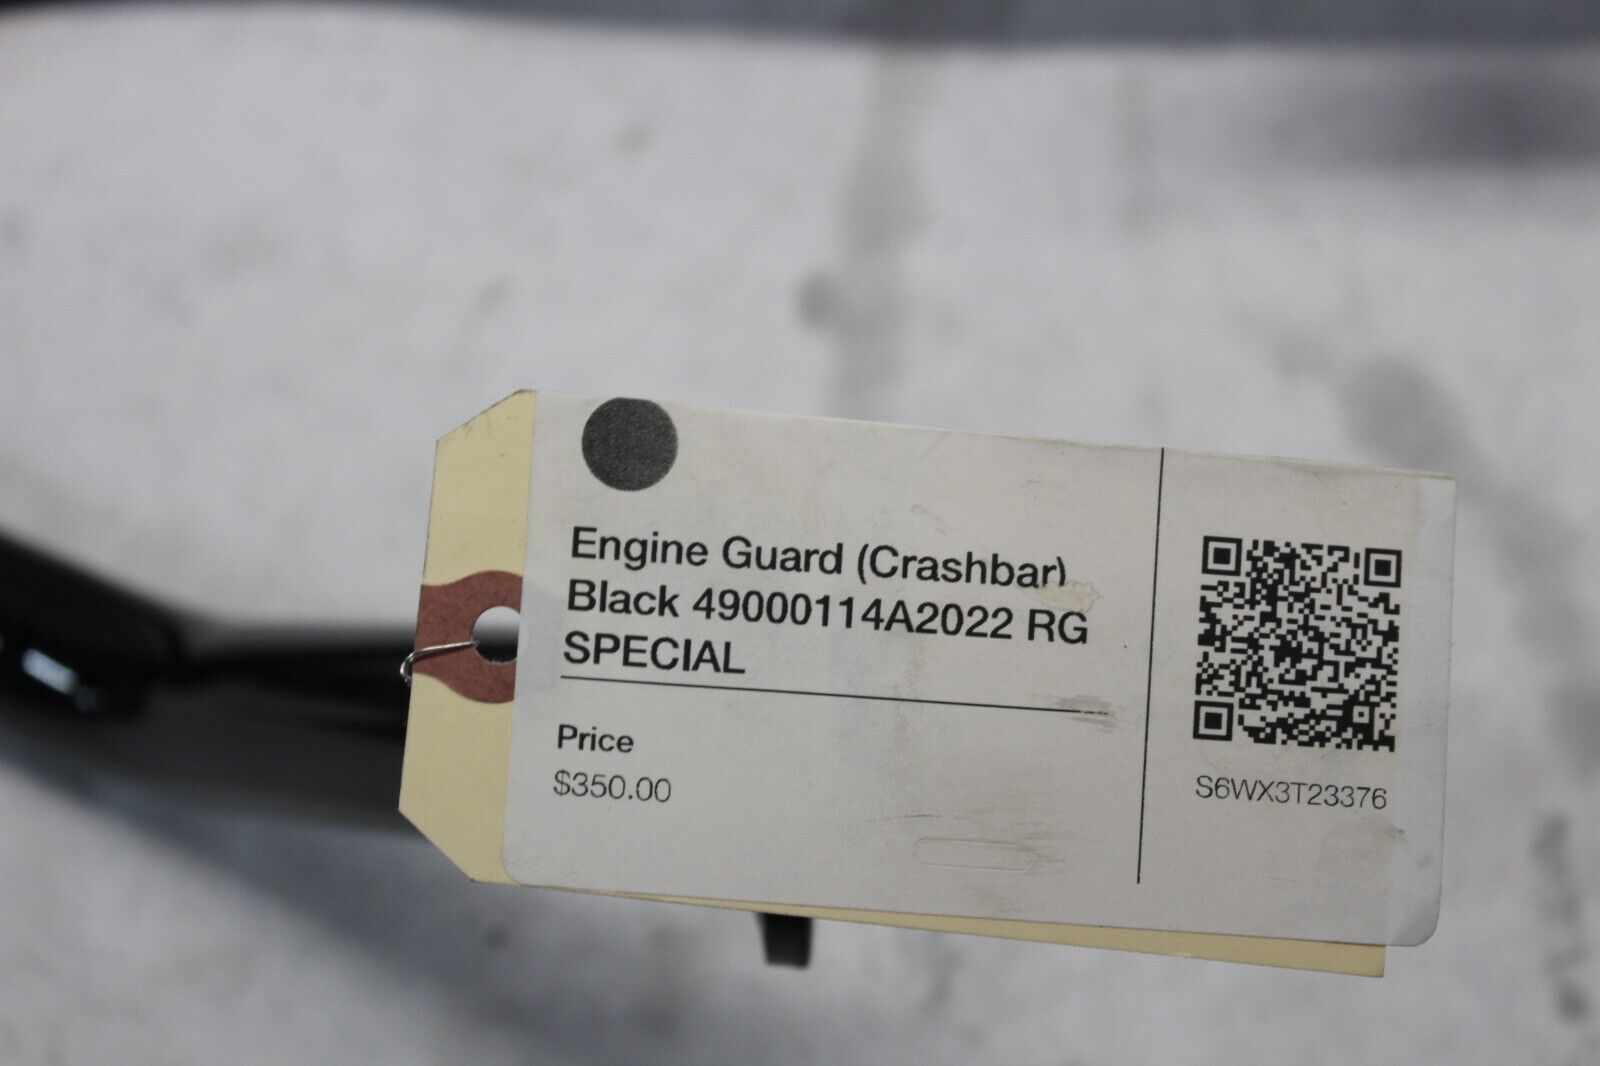 Engine Guard (Crashbar)
Black 49000114A2022 RG
SPECIAL
Price
$350.00
S6WX3T23376